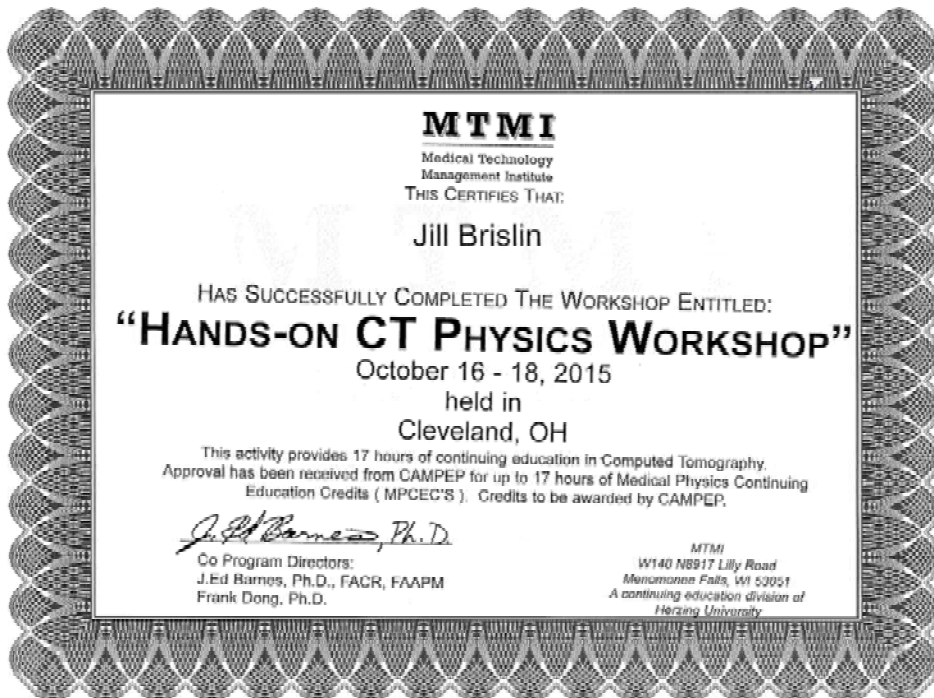 MTMI
Medical Technology
Management Institute
THIS CERTIFIES THAT:
Jill Brislin
HAS SUCCESSFULLY COMPLETED THE WORKSHOP ENTITLED:
“HANDS-ON CT PHYSICS WORKSHOP”
October 16 - 18, 2015
held in
Cleveland, OH
This activity provides 17 hours of continuing education in Computed Tomography.
Approval has been received from CAMPEP for up to 17 hours of Medical Physics Continuing
Education Credits ( MPCEC'S ). Credits to be awarded by CAMPEP.
J. Ed Barnes, Ph.D.
Co Program Directors:
J.Ed Barnes, Ph.D., FACR, FAAPM
Frank Dong, Ph.D.
MTMI
W140 N8917 Lilly Road
Menomonee Falls, WI 53051
A continuing education division of
Herzing University